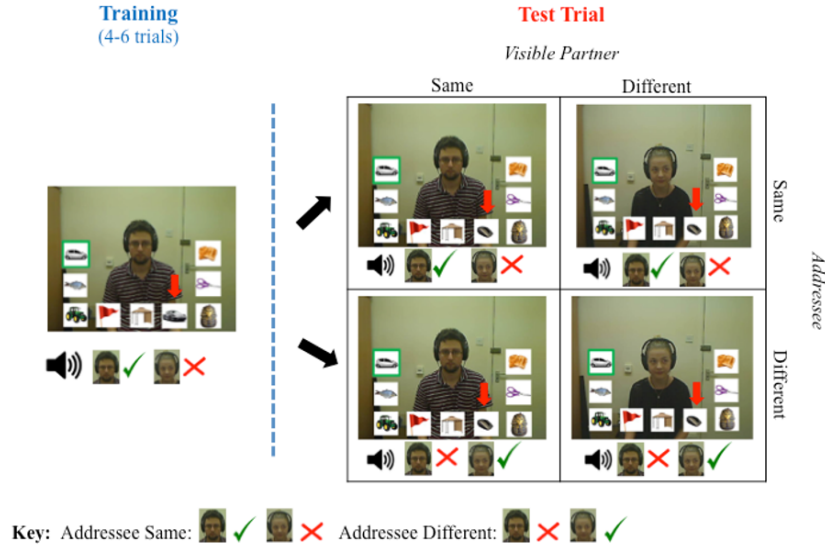 Training
(4-6 trials)
Test Trial
Visible Partner
Same
Different
Same
Different
Addressee
Key: Addressee Same:
Addressee Different: